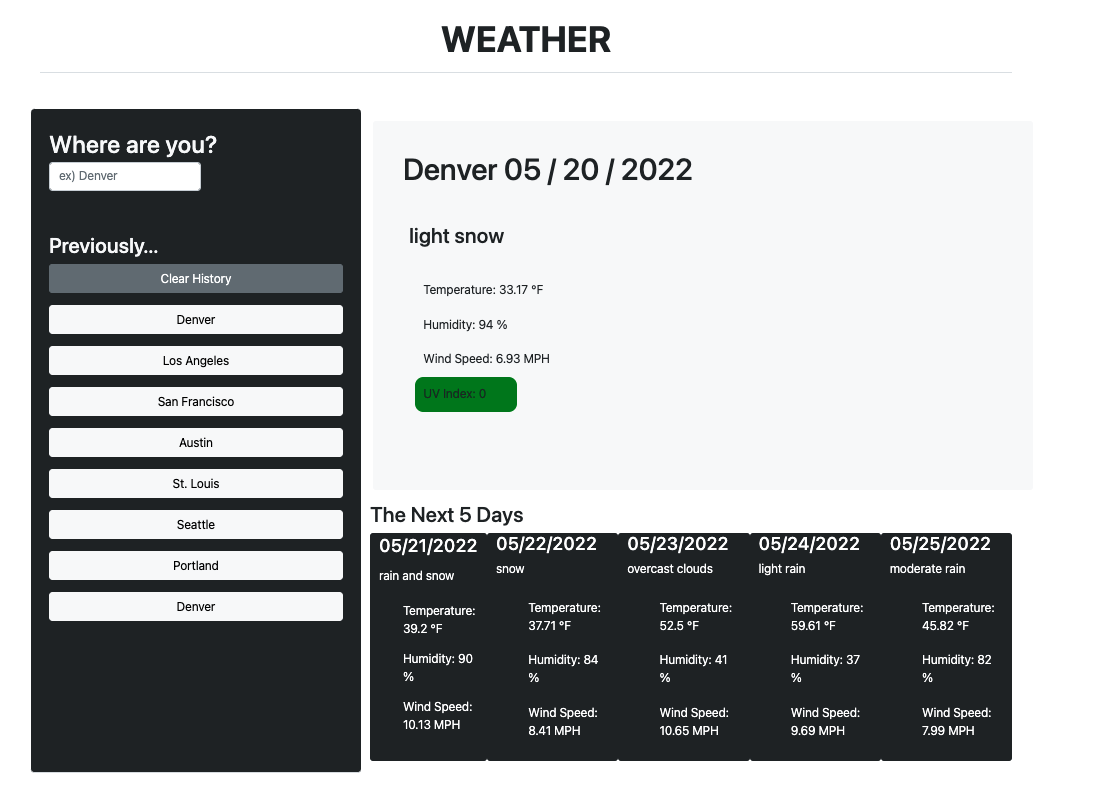 WEATHER
Where are you?
ex) Denver
Previously...
Clear History
Denver
Los Angeles
San Francisco
Austin
St. Louis
Seattle
Portland
Denver
Denver 05 / 20 / 2022
light snow
Temperature: 33.17 °F
Humidity: 94 %
Wind Speed: 6.93 MPH
UV Index: 0
The Next 5 Days
05/21/2022
rain and snow
Temperature:
39.2 °F
Humidity: 90
%
Wind Speed:
10.13 MPH
05/22/2022
snow
Temperature:
37.71 °F
Humidity: 84
%
Wind Speed:
8.41 MPH
05/23/2022
overcast clouds
Temperature:
52.5 °F
Humidity: 41
%
Wind Speed:
10.65 MPH
05/24/2022
light rain
Temperature:
59.61 °F
Humidity: 37
%
Wind Speed:
9.69 MPH
05/25/2022
moderate rain
Temperature:
45.82 °F
Humidity: 82
%
Wind Speed:
7.99 MPH